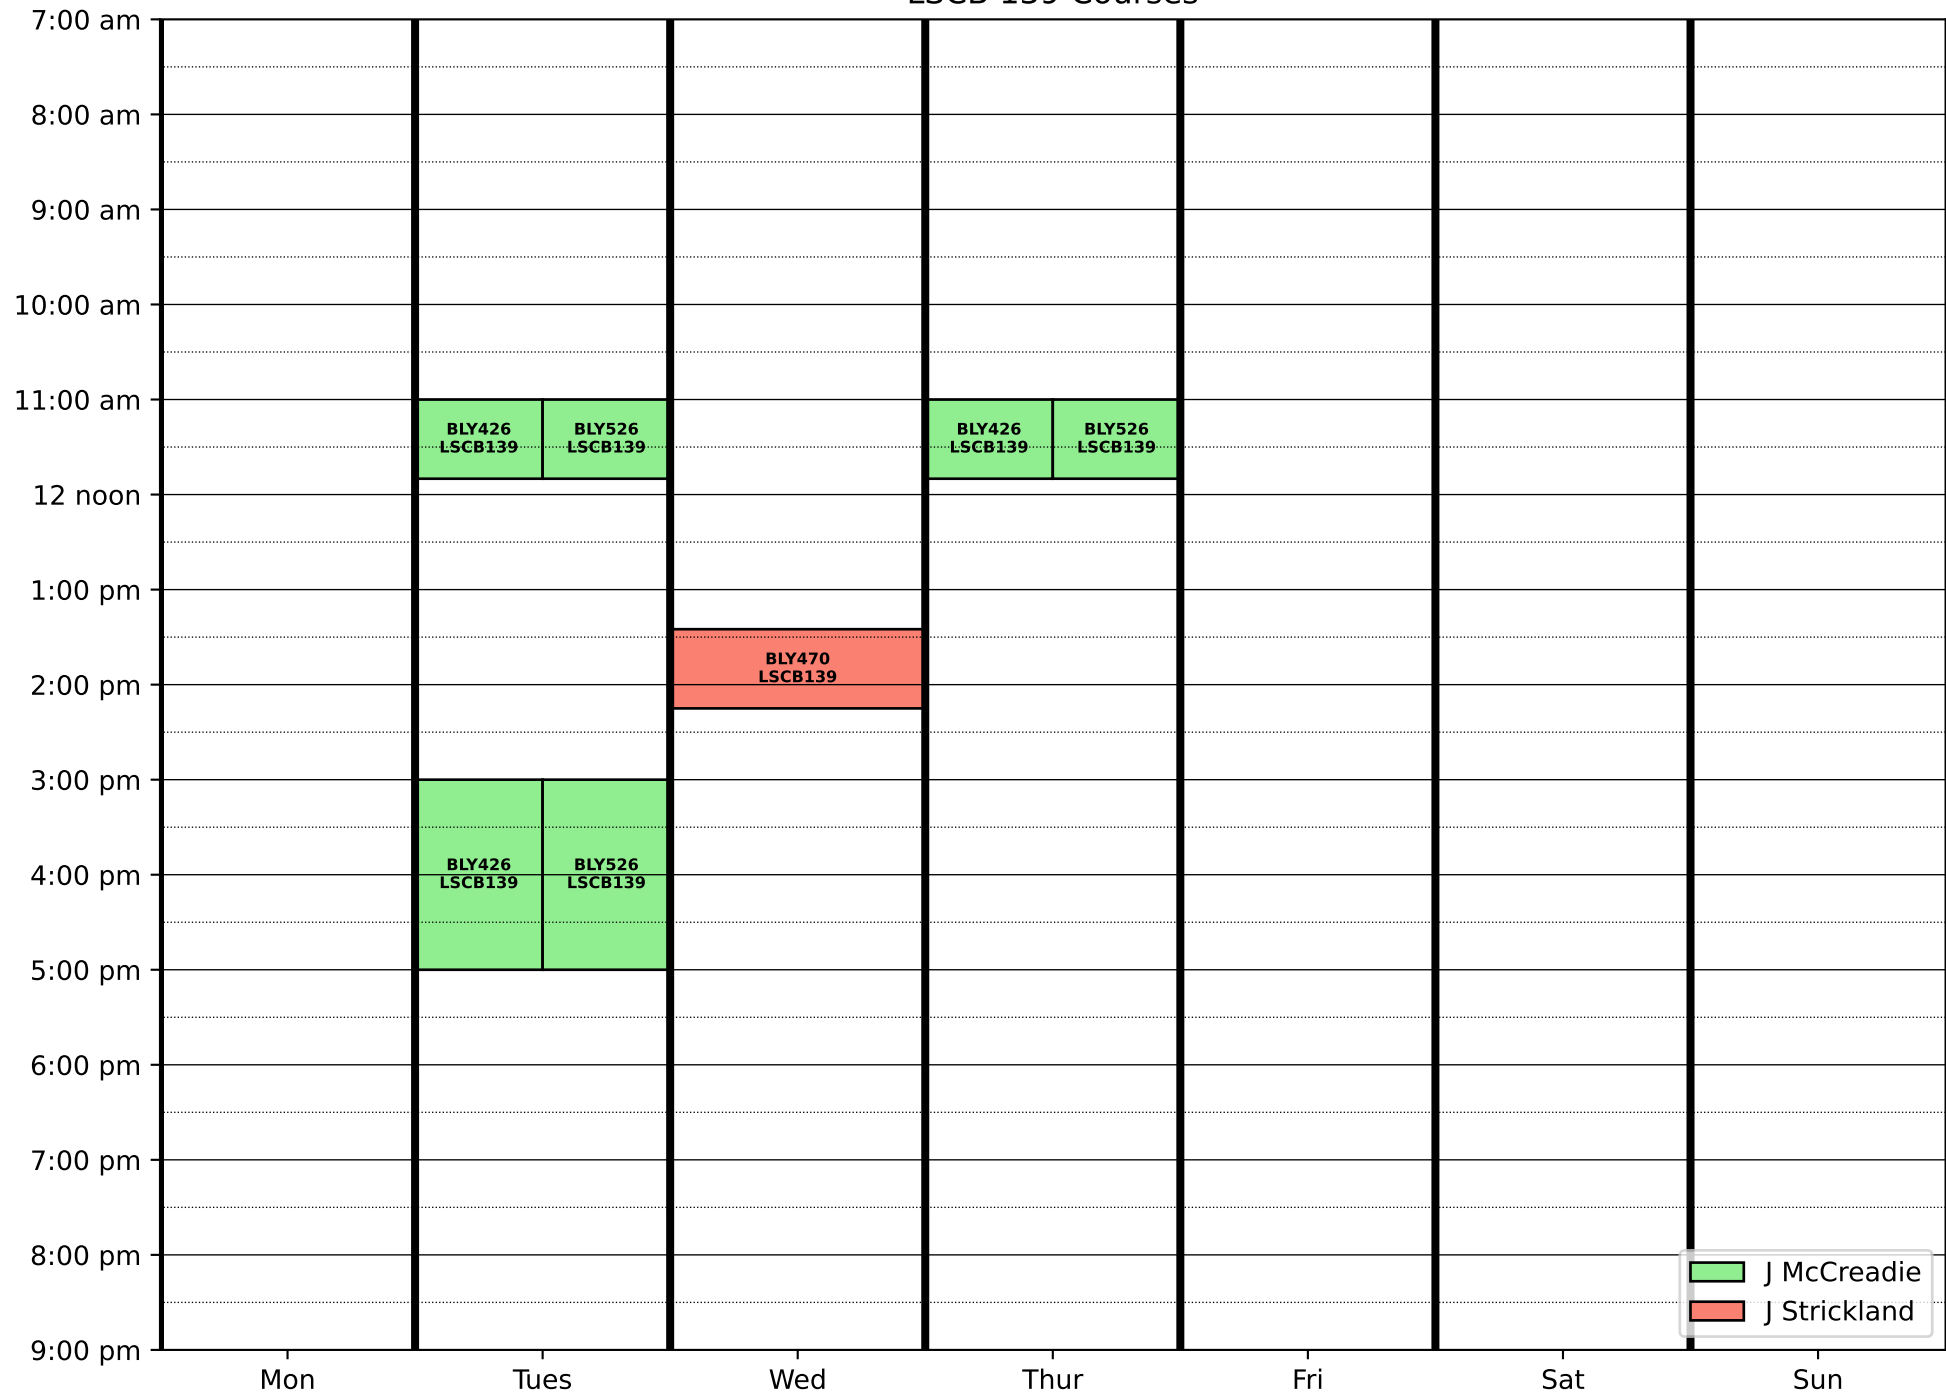 LSCB 139 Courses
7:00 am
8:00 am
9:00 am
10:00 am
11:00 am
12 noon
1:00 pm
2:00 pm
3:00 pm
4:00 pm
5:00 pm
6:00 pm
7:00 pm
8:00 pm
9:00 pm
BLY426
LSCB139
BLY526
LSCB139
BLY426
LSCB139
BLY526
LSCB139
BLY470
LSCB139
BLY426
LSCB139
BLY526
LSCB139
J McCreadie
J Strickland
Mon
Tues
Wed
Thur
Fri
Sat
Sun